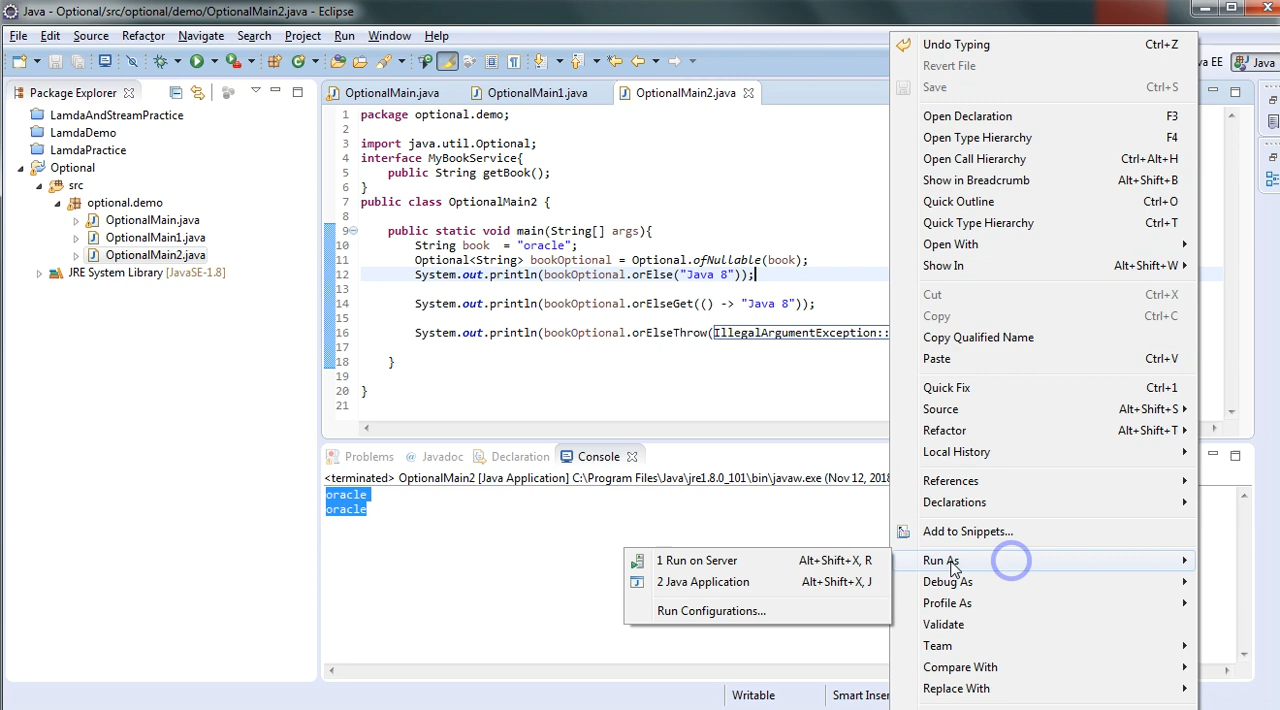 Java - Optional/src/optional/demo/OptionalMain2.java - Eclipse
File Edit Source Refactor Navigate Search Project Run Window Help
va EE Java
Package Explorer
LamdaAndStreamPractice
LamdaDemo
LamdaPractice
Optional
src
optional.demo
OptionalMain.java
OptionalMain1.java
OptionalMain2.java
JRE System Library [JavaSE-1.8]
OptionalMain.java OptionalMain1.java OptionalMain2.java
1 package optional.demo;
2
3 import java.util.Optional;
4 interface MyBookService{
5 public String getBook();
6 }
7 public class OptionalMain2 {
8
9 public static void main(String[] args){
10 String book = "oracle";
11 Optional<String> bookOptional = Optional.ofNullable(book);
12 System.out.println(bookOptional.orElse("Java 8"));
13
14 System.out.println(bookOptional.orElseGet(() -> "Java 8"));
15
16 System.out.println(bookOptional.orElseThrow(IllegalArgumentException::
17
18 }
19
20 }
21
Problems @ Javadoc Declaration Console
<terminated> OptionalMain2 [Java Application] C:\Program Files\Java\jre1.8.0_101\bin\javaw.exe (Nov 12, 2018
oracle
oracle
Writable Smart Inser
Undo Typing Ctrl+Z
Revert File
Save Ctrl+S
Open Declaration F3
Open Type Hierarchy F4
Open Call Hierarchy Ctrl+Alt+H
Show in Breadcrumb Alt+Shift+B
Quick Outline Ctrl+O
Quick Type Hierarchy Ctrl+T
Open With
Show In Alt+Shift+W
Cut Ctrl+X
Copy Ctrl+C
Copy Qualified Name
Paste Ctrl+V
Quick Fix Ctrl+1
Source Alt+Shift+S
Refactor Alt+Shift+T
Local History
References
Declarations
Add to Snippets...
Run As
Debug As
Profile As
Validate
Team
Compare With
Replace With
1 Run on Server Alt+Shift+X, R
2 Java Application Alt+Shift+X, J
Run Configurations...